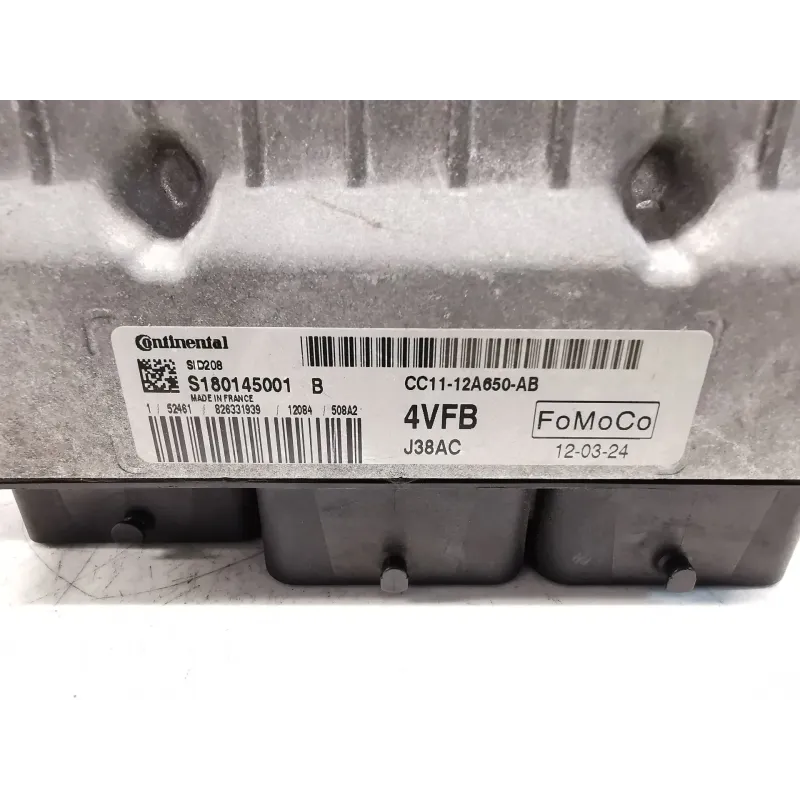 Continental
SID208
S180145001 B
MADE IN FRANCE
1 / 52461 / 826331939 / 12084 / 508A2
CC11-12A650-AB
4VFB
FoMoCo
J38AC
12-03-24